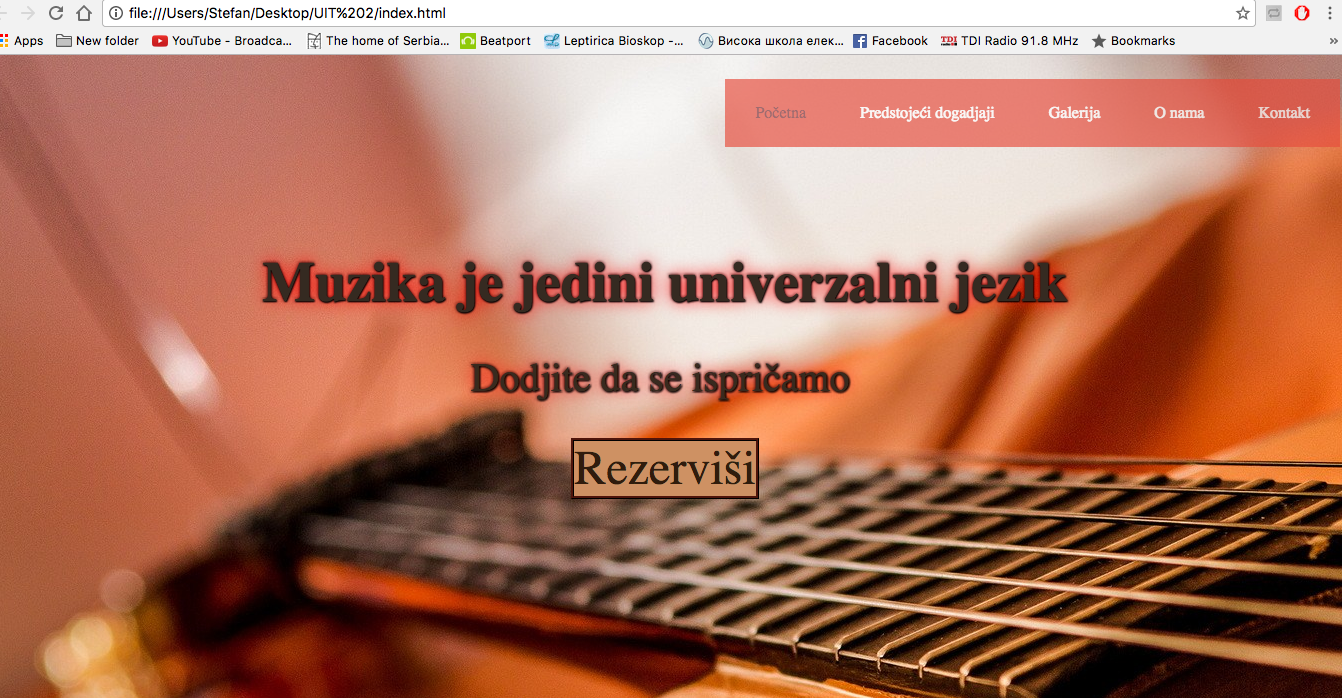 file:///Users/Stefan/Desktop/UIT%202/index.html
Apps New folder YouTube - Broadca... The home of Serbia... Beatport Leptirica Bioskop -... Висока школа елек... Facebook TDI TDI Radio 91.8 MHz Bookmarks »
Početna Predstojeći dogadjaji Galerija O nama Kontakt
Muzika je jedini univerzalni jezik
Dodjite da se ispričamo
Rezerviši